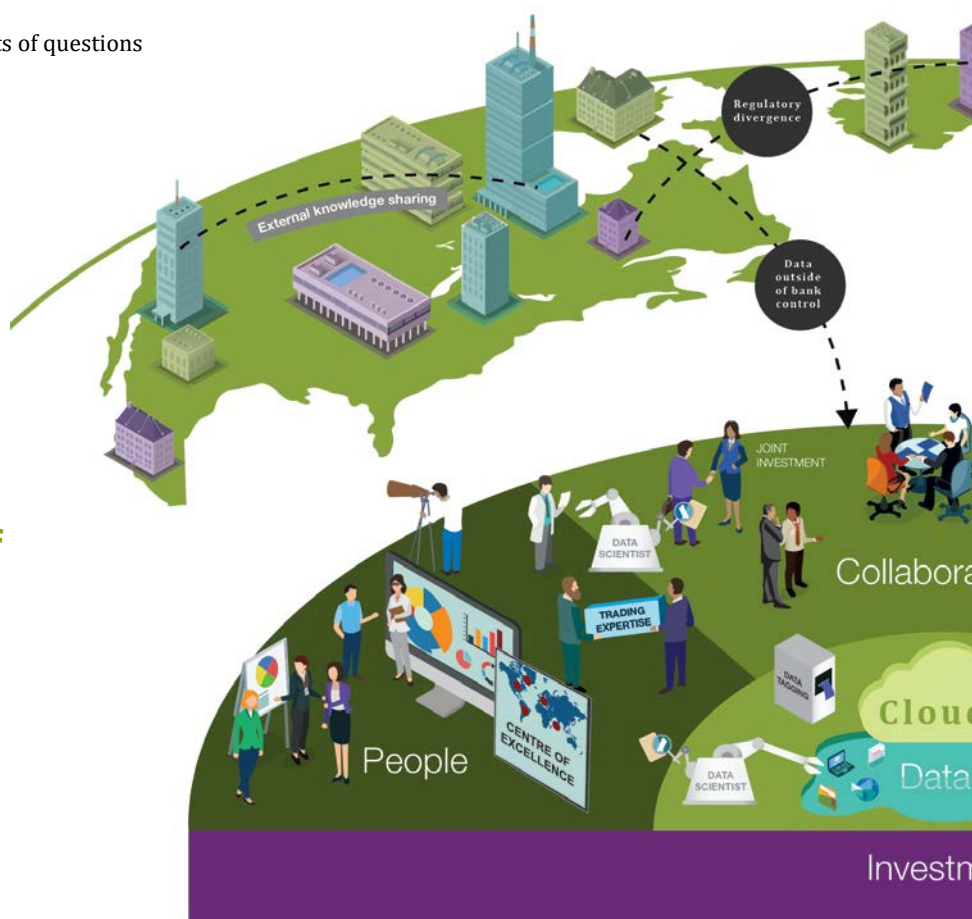 ts of questions
Regulatory
divergence
External knowledge sharing
Data
outside
of bank
control
JOINT
INVESTMENT
DATA
SCIENTIST
Collabora
TRADING
EXPERTISE
DATA
TAGGING
Cloud
CENTRE OF
EXCELLENCE
People
DATA
SCIENTIST
Data
Investm